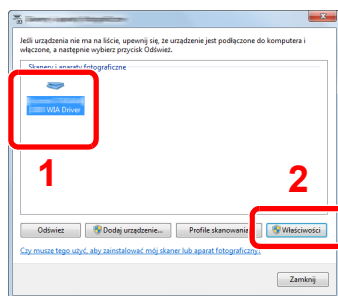 Jeśli urządzenia nie ma na liście, upewnij się, że urządzenie jest podłączone do komputera i
włączone, a następnie wybierz przycisk Odśwież.
Skanery i aparaty fotograficzne
WIA Driver
1
2
Odśwież
Dodaj urządzenie...
Profile skanowania
Właściwości
Czy muszę tego użyć, aby zainstalować mój skaner lub aparat fotograficzny?
Zamknij